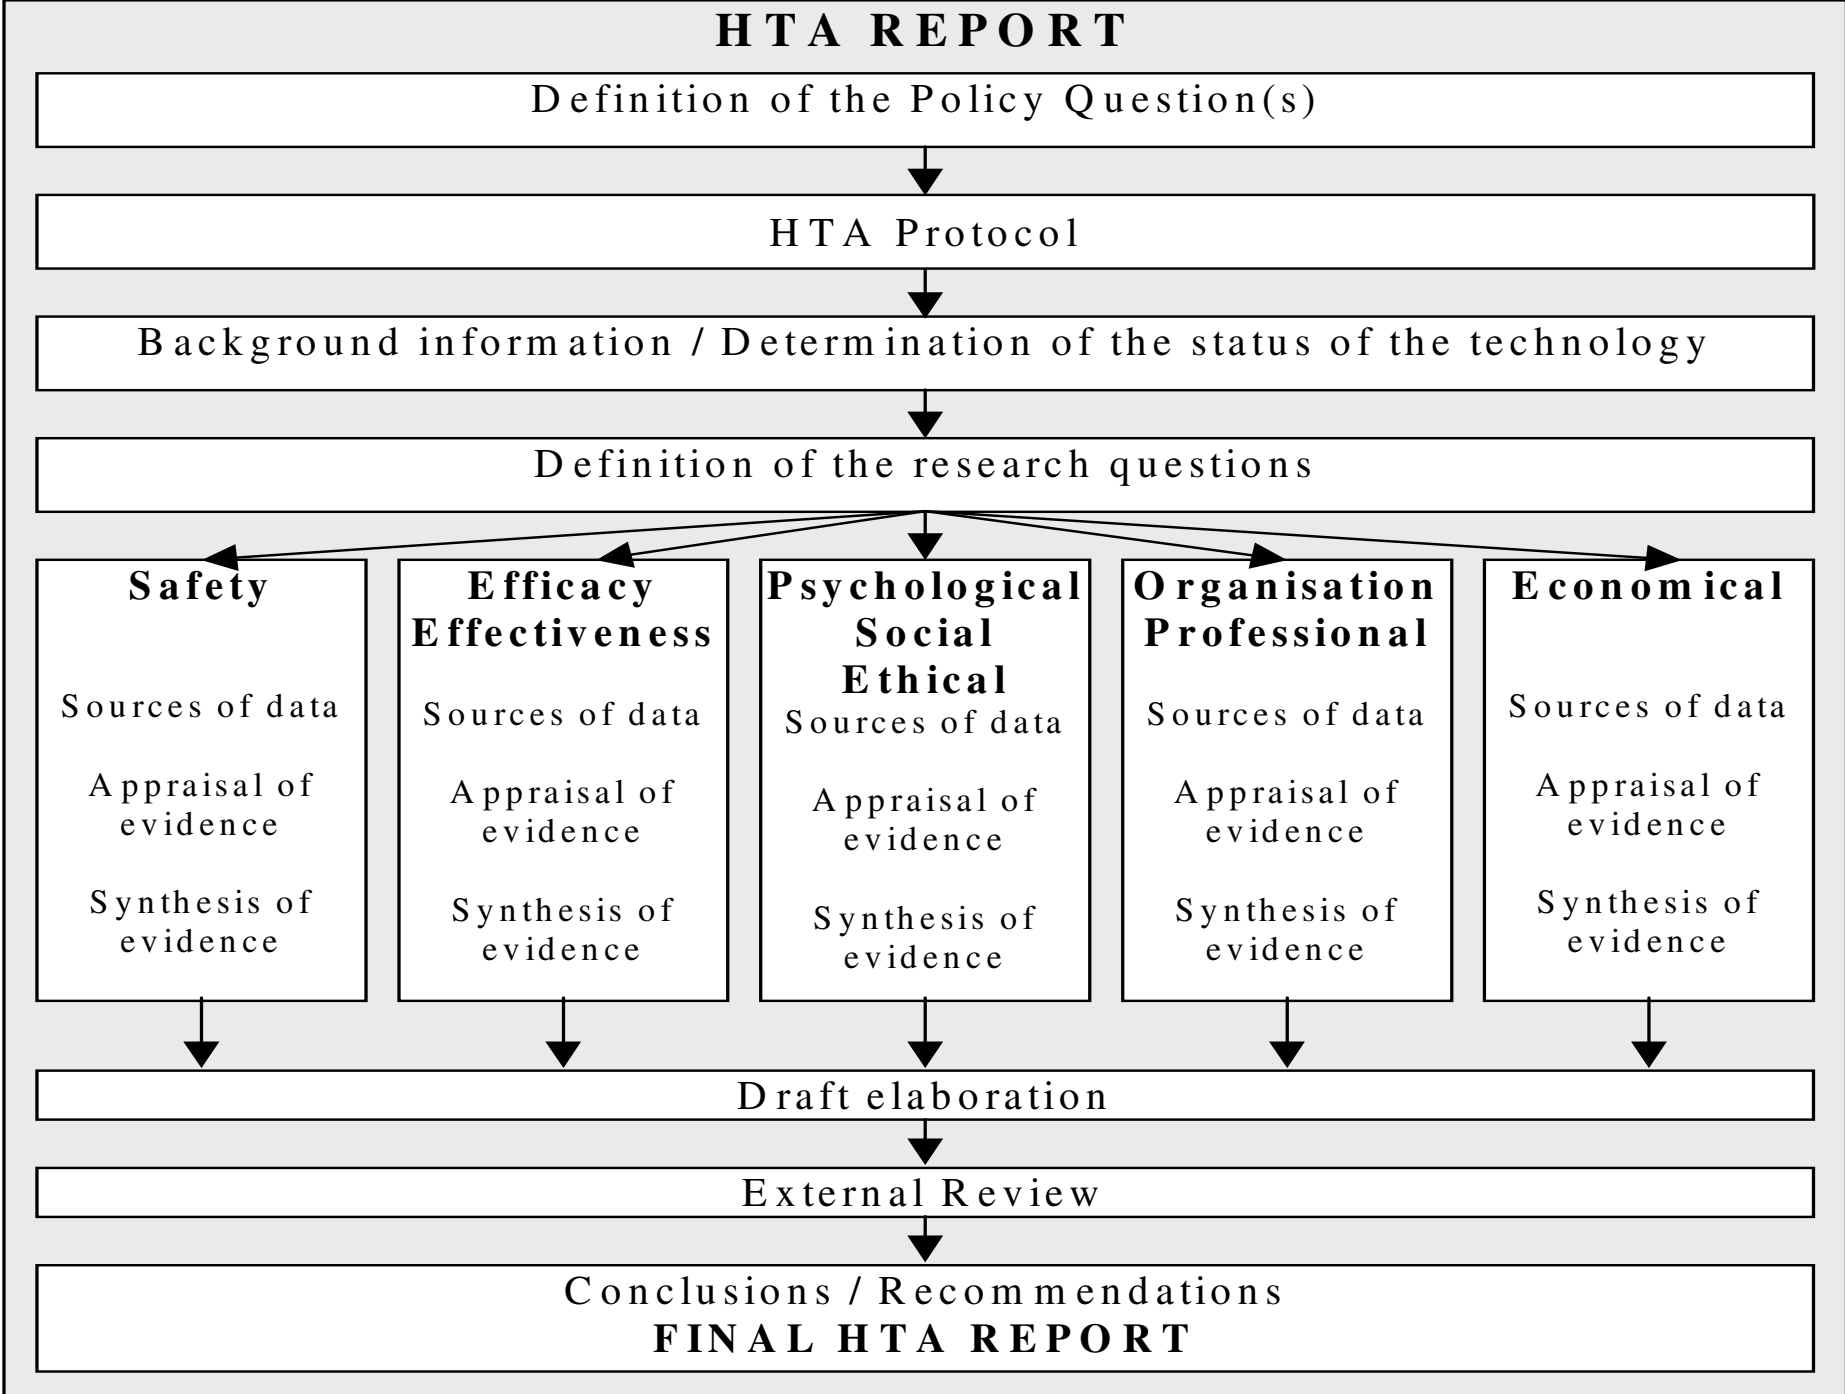 HTA REPORT
Definition of the Policy Question(s)
HTA Protocol
Background information / Determination of the status of the technology
Definition of the research questions
Safety
Sources of data
Appraisal of
evidence
Synthesis of
evidence
Efficacy
Effectiveness
Sources of data
Appraisal of
evidence
Synthesis of
evidence
Psychological
Social
Ethical
Sources of data
Appraisal of
evidence
Synthesis of
evidence
Organisation
Professional
Sources of data
Appraisal of
evidence
Synthesis of
evidence
Economical
Sources of data
Appraisal of
evidence
Synthesis of
evidence
Draft elaboration
External Review
Conclusions / Recommendations
FINAL HTA REPORT